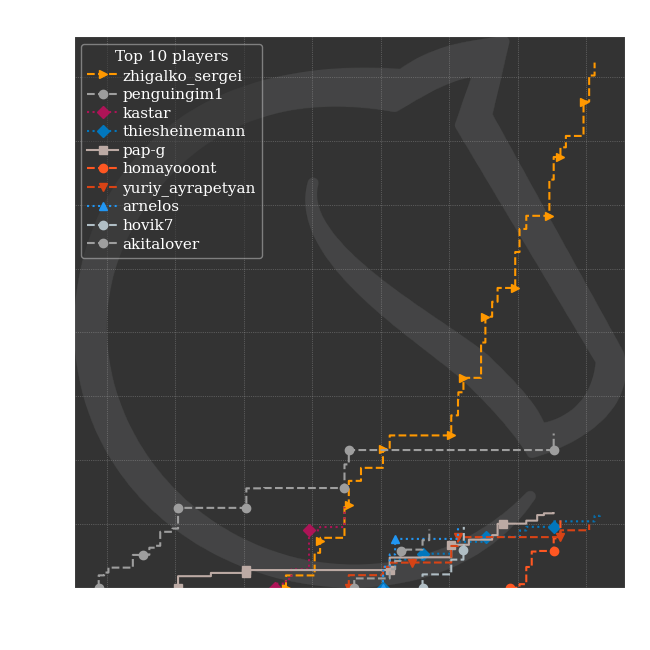 Top 10 players
zhigalko_sergei
penguingim1
kastar
thiesheinemann
pap-g
homayooont
yuriy_ayrapetyan
arnelos
hovik7
akitalover